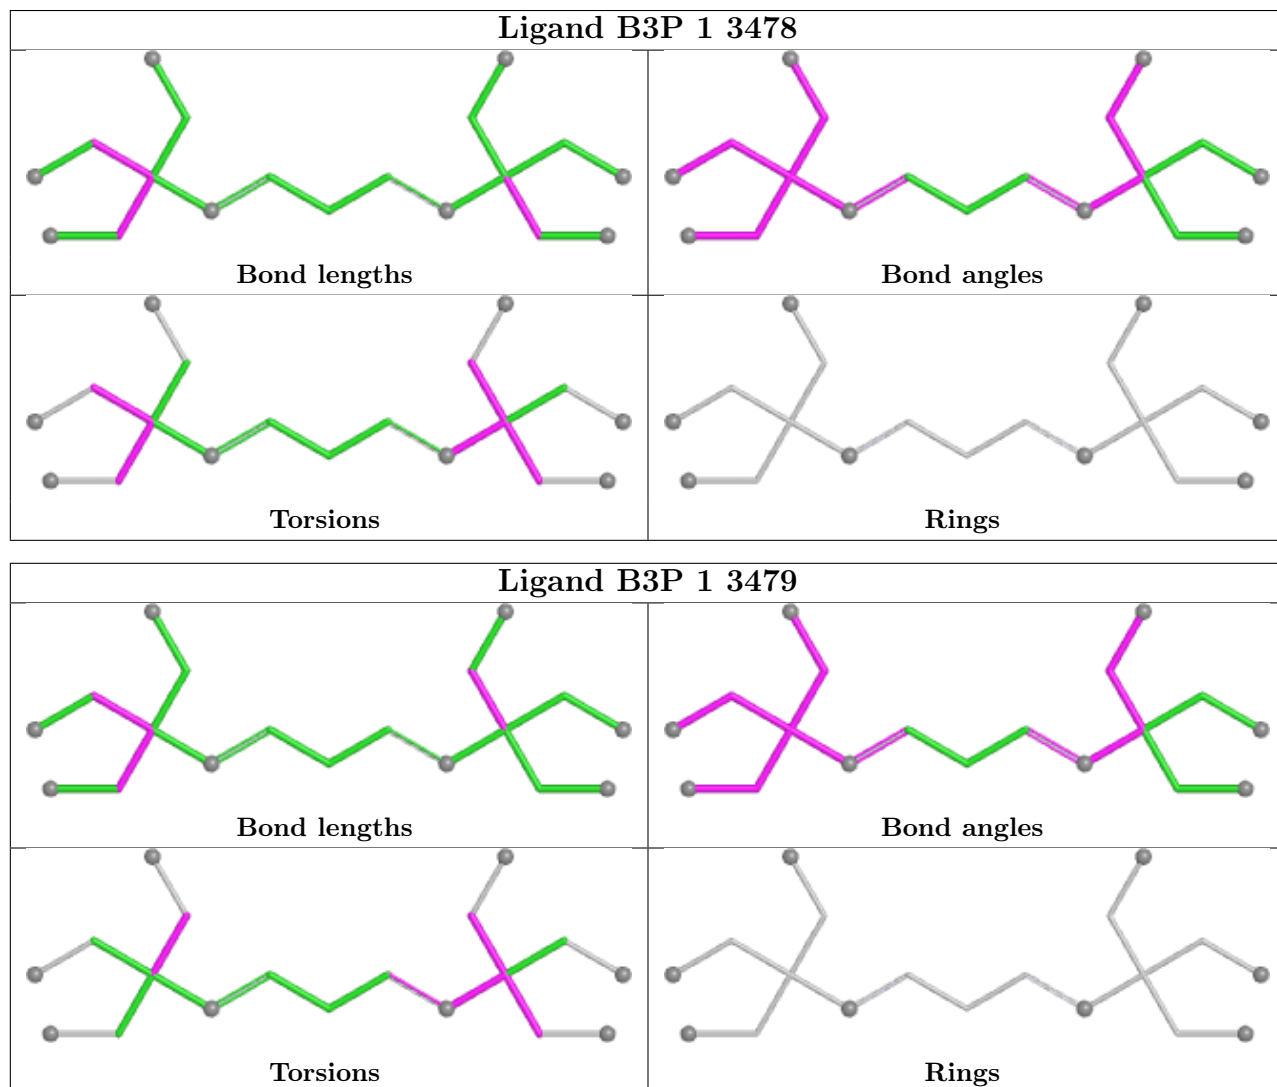 Ligand B3P 1 3478
Bond lengths
Bond angles
Torsions
Rings
Ligand B3P 1 3479
Bond lengths
Bond angles
Torsions
Rings